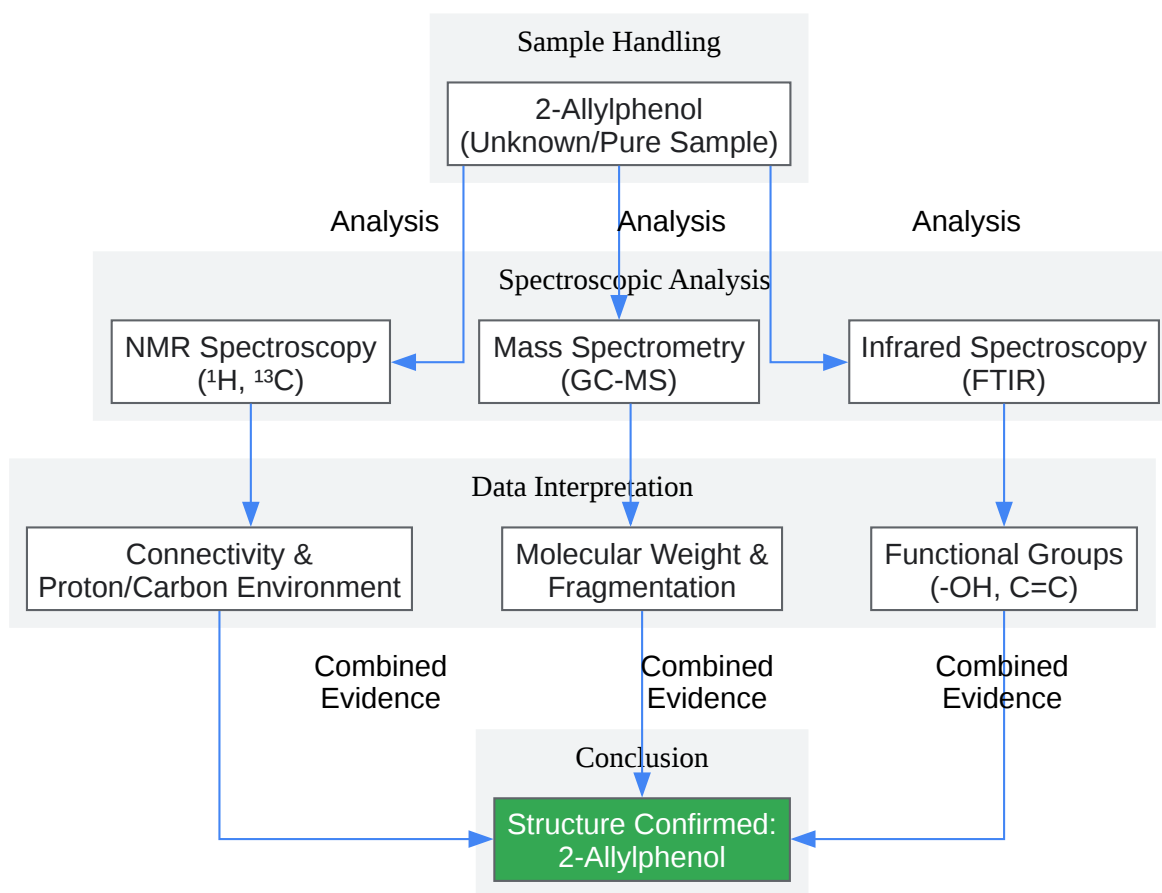 Sample Handling
2-Allylphenol
(Unknown/Pure Sample)
Analysis
Analysis
Analysis
Spectroscopic Analysis
NMR Spectroscopy
(¹H, ¹³C)
Mass Spectrometry
(GC-MS)
Infrared Spectroscopy
(FTIR)
Data Interpretation
Connectivity &
Proton/Carbon Environment
Molecular Weight &
Fragmentation
Functional Groups
(-OH, C=C)
Combined
Evidence
Combined
Evidence
Combined
Evidence
Conclusion
Structure Confirmed:
2-Allylphenol